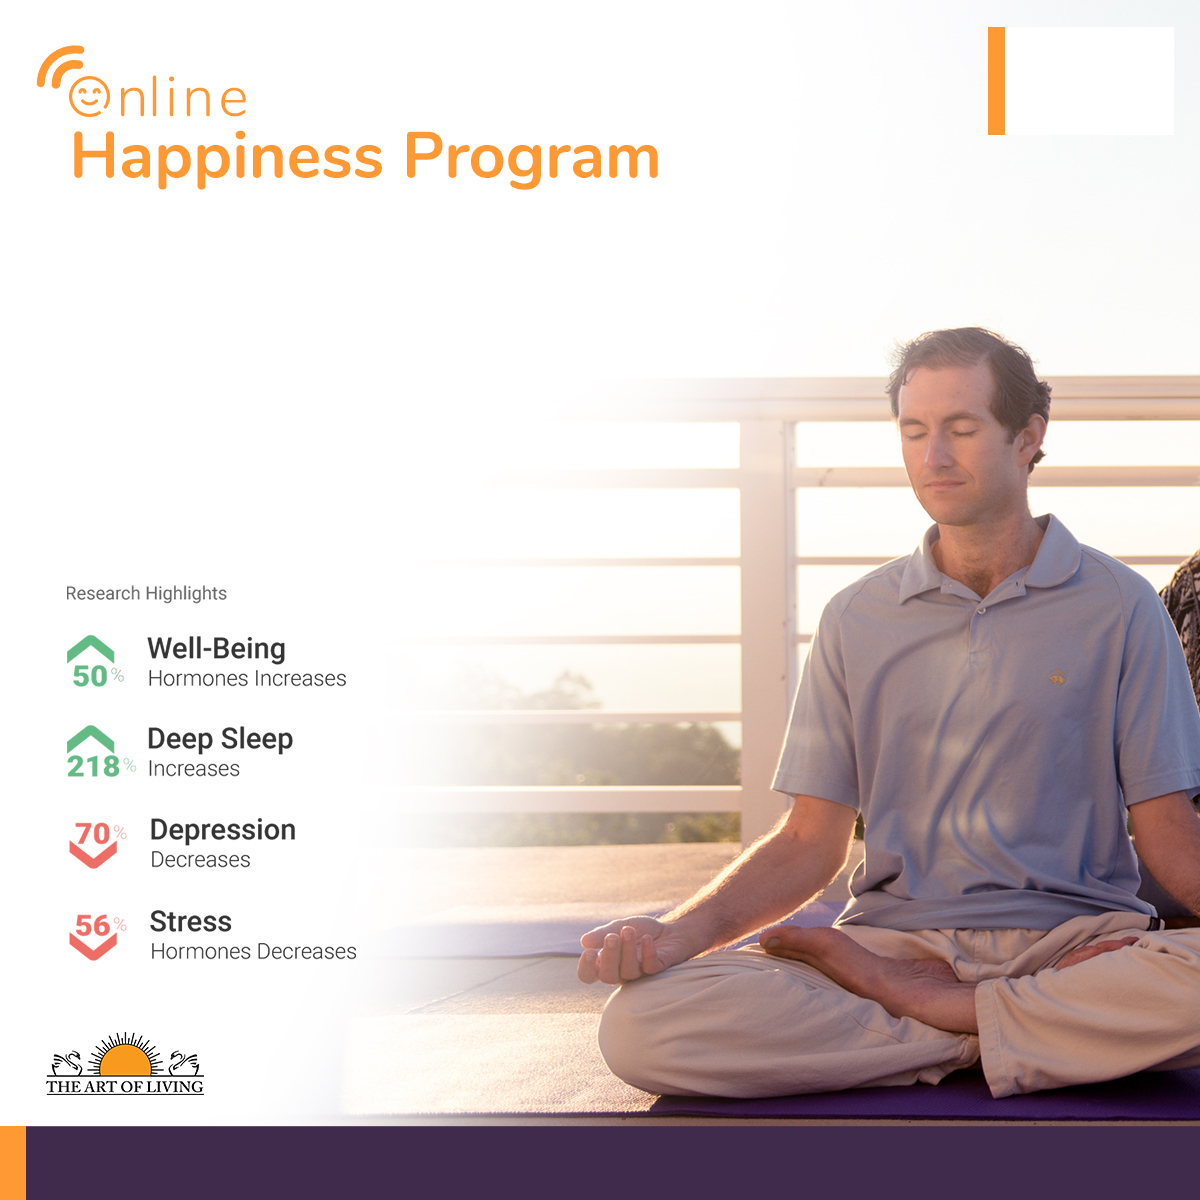 Online
Happiness Program
Research Highlights
50%
Well-Being
Hormones Increases
218%
Deep Sleep
Increases
70%
Depression
Decreases
56%
Stress
Hormones Decreases
THE ART OF LIVING